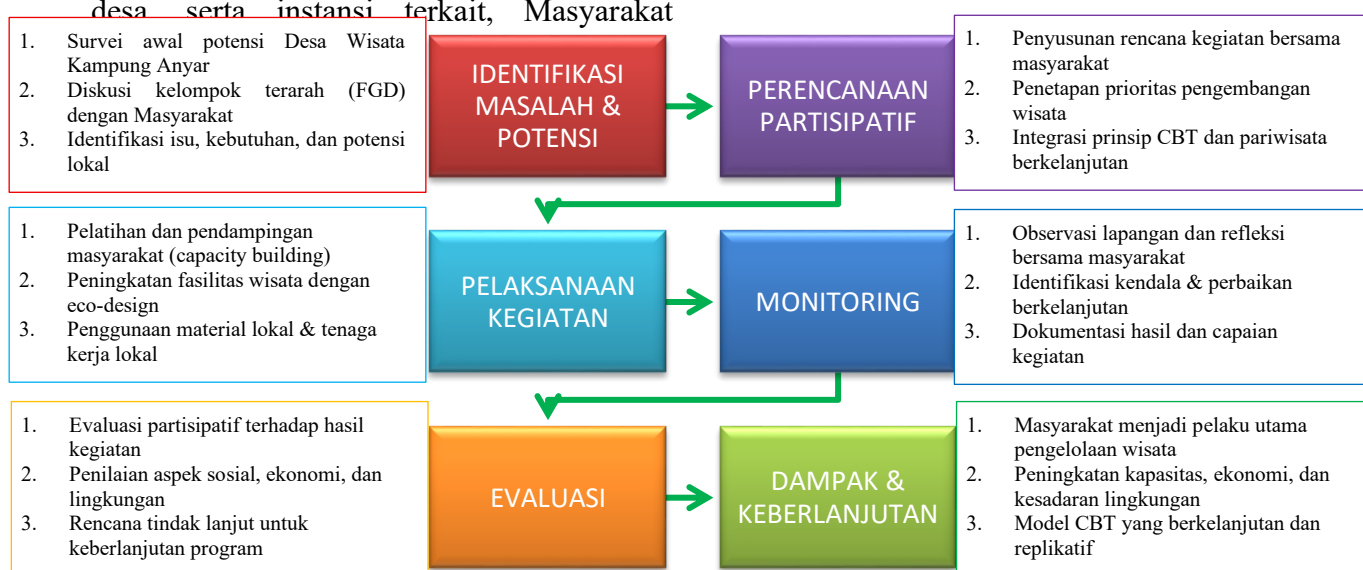 desa serta instansi terkait, Masyarakat
1. Survei awal potensi Desa Wisata
Kampung Anyar
2. Diskusi kelompok terarah (FGD)
dengan Masyarakat
3. Identifikasi isu, kebutuhan, dan potensi
lokal
IDENTIFIKASI
MASALAH &
POTENSI
PERENCANAAN
PARTISIPATIF
1. Penyusunan rencana kegiatan bersama
masyarakat
2. Penetapan prioritas pengembangan
wisata
3. Integrasi prinsip CBT dan pariwisata
berkelanjutan
1. Pelatihan dan pendampingan
masyarakat (capacity building)
2. Peningkatan fasilitas wisata dengan
eco-design
3. Penggunaan material lokal & tenaga
kerja lokal
PELAKSANAAN
KEGIATAN
MONITORING
1. Observasi lapangan dan refleksi
bersama masyarakat
2. Identifikasi kendala & perbaikan
berkelanjutan
3. Dokumentasi hasil dan capaian
kegiatan
1. Evaluasi partisipatif terhadap hasil
kegiatan
2. Penilaian aspek sosial, ekonomi, dan
lingkungan
3. Rencana tindak lanjut untuk
keberlanjutan program
EVALUASI
DAMPAK &
KEBERLANJUTAN
1. Masyarakat menjadi pelaku utama
pengelolaan wisata
2. Peningkatan kapasitas, ekonomi, dan
kesadaran lingkungan
3. Model CBT yang berkelanjutan dan
replikatif